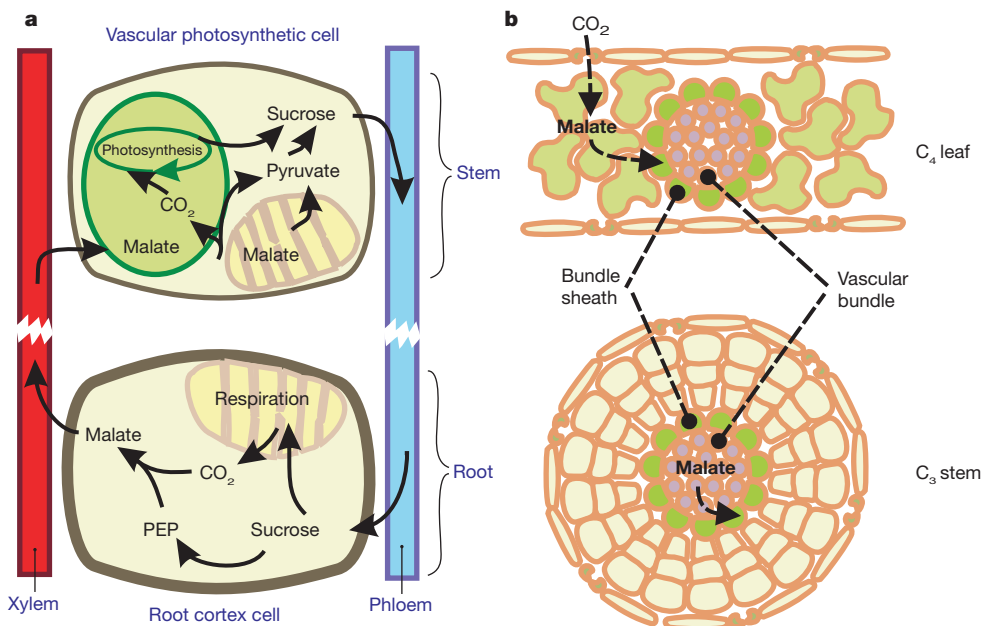 a
Vascular photosynthetic cell
Sucrose
Photosynthesis
Pyruvate
CO₂
Malate
Malate
Stem
Respiration
Malate
CO₂
PEP
Sucrose
Root
Xylem
Root cortex cell
Phloem
b
CO₂
Malate
C₄ leaf
Bundle
sheath
Vascular
bundle
Malate
C₃ stem